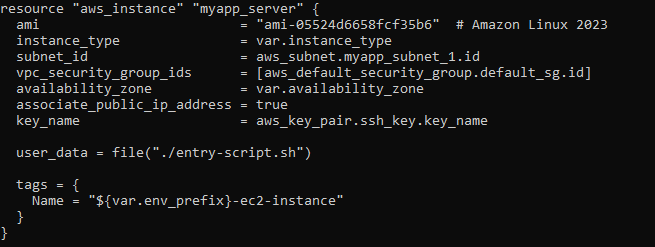 resource "aws_instance" "myapp_server" {
  ami                         = "ami-05524d6658fcf35b6"  # Amazon Linux 2023
  instance_type               = var.instance_type
  subnet_id                   = aws_subnet.myapp_subnet_1.id
  vpc_security_group_ids      = [aws_default_security_group.default_sg.id]
  availability_zone           = var.availability_zone
  associate_public_ip_address = true
  key_name                    = aws_key_pair.ssh_key.key_name

  user_data = file("./entry-script.sh")

  tags = {
    Name = "${var.env_prefix}-ec2-instance"
  }
}